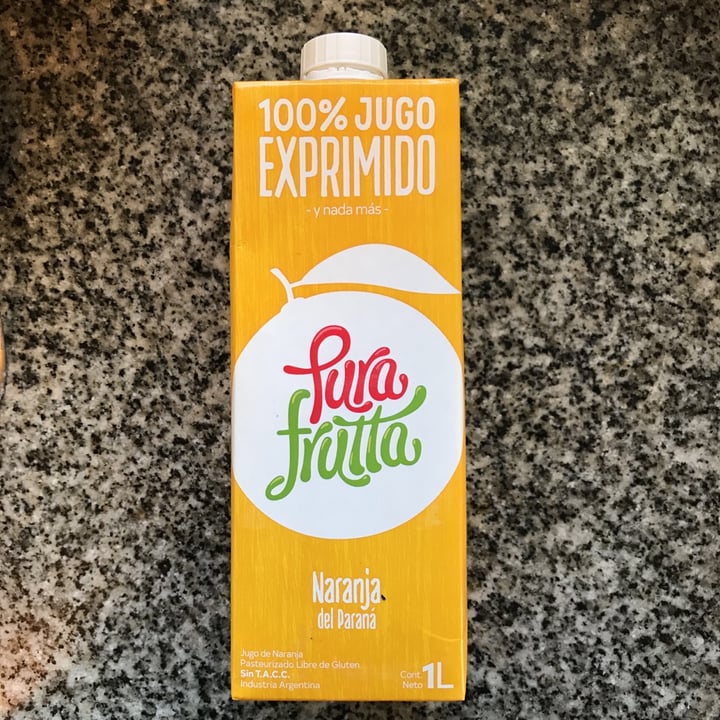 100% JUGO
EXPRIMIDO
- y nada más -
Pura
frutta
Naranja
del Paraná
Jugo de Naranja
Pasteurizado Libre de Gluten.
Sin T.A.C.C.
Industria Argentina
Cont.
Neto 1L